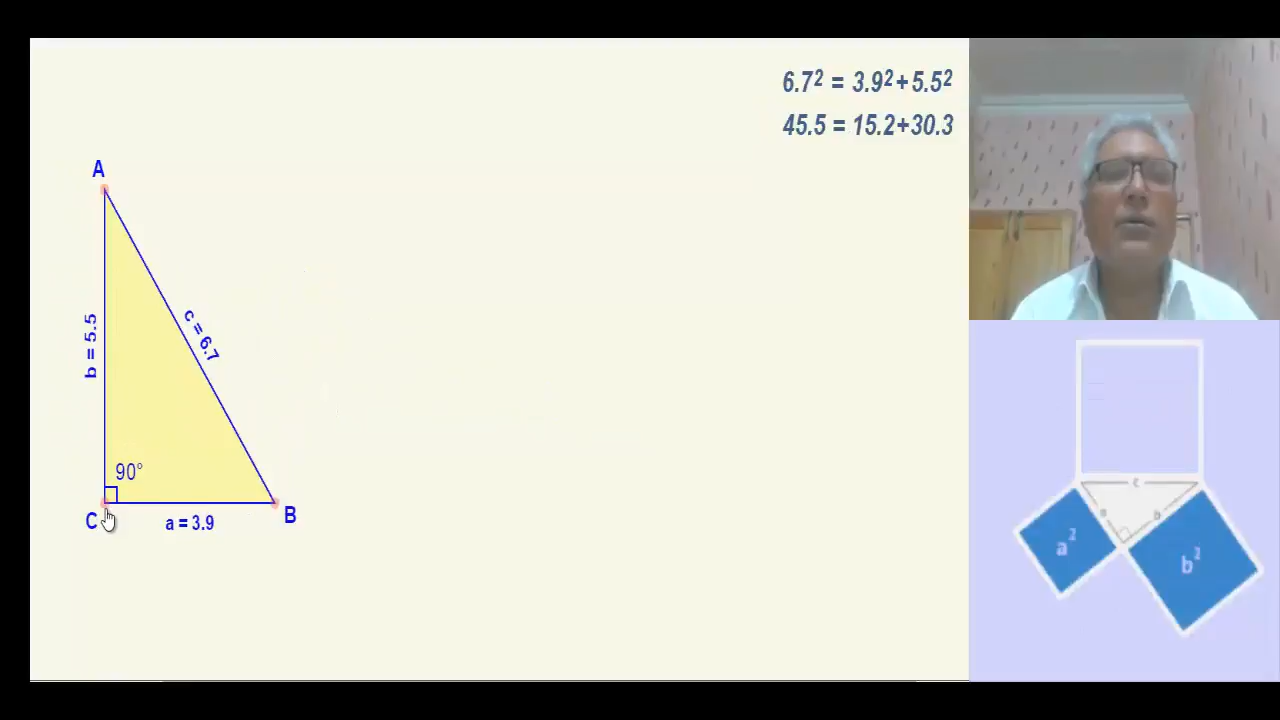 6.7² = 3.9²+5.5²
45.5 = 15.2+30.3
A
b = 5.5
c = 6.7
90°
C
a = 3.9
B
c
a
b
a²
b²